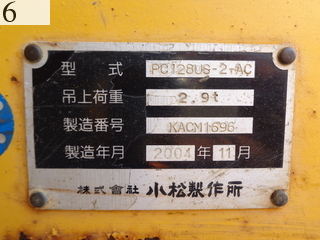 6
型式 PC128US-2-AC
吊上荷重 2.9t
製造番号 KACM1696
製造年月 2004年11月
株式會社 小松製作所